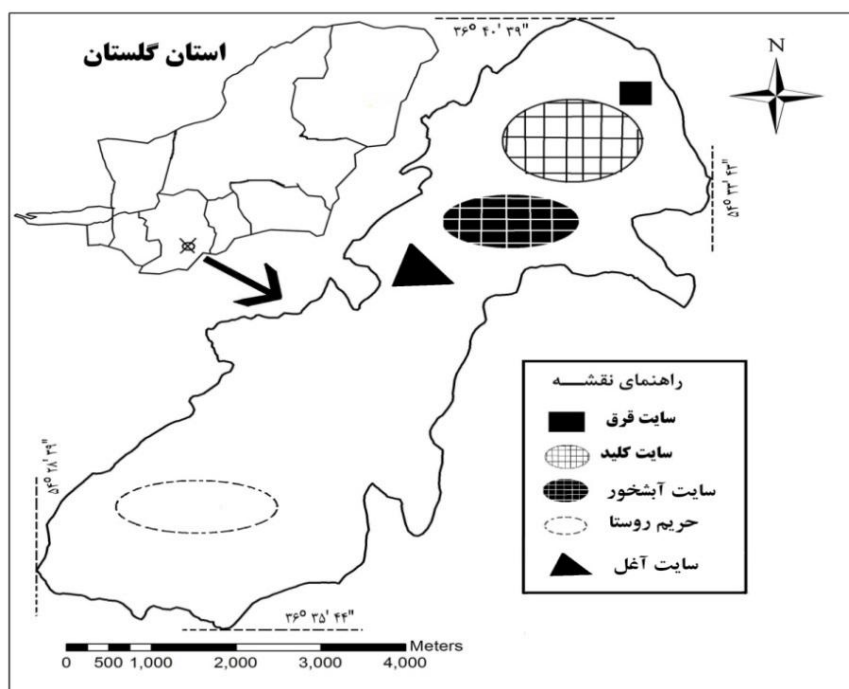 استان گلستان
۳۶° ۴۰' ۳۹"
N
۵۴° ۳۳' ۴۳"
راهنمای نقشـــه
سایت قرق
سایت کلید
سایت آبشخور
حریم روستا
سایت آغل
۵۴° ۲۸' ۳۹"
۳۶° ۳۵' ۴۴"
Meters
0 500 1,000 2,000 3,000 4,000